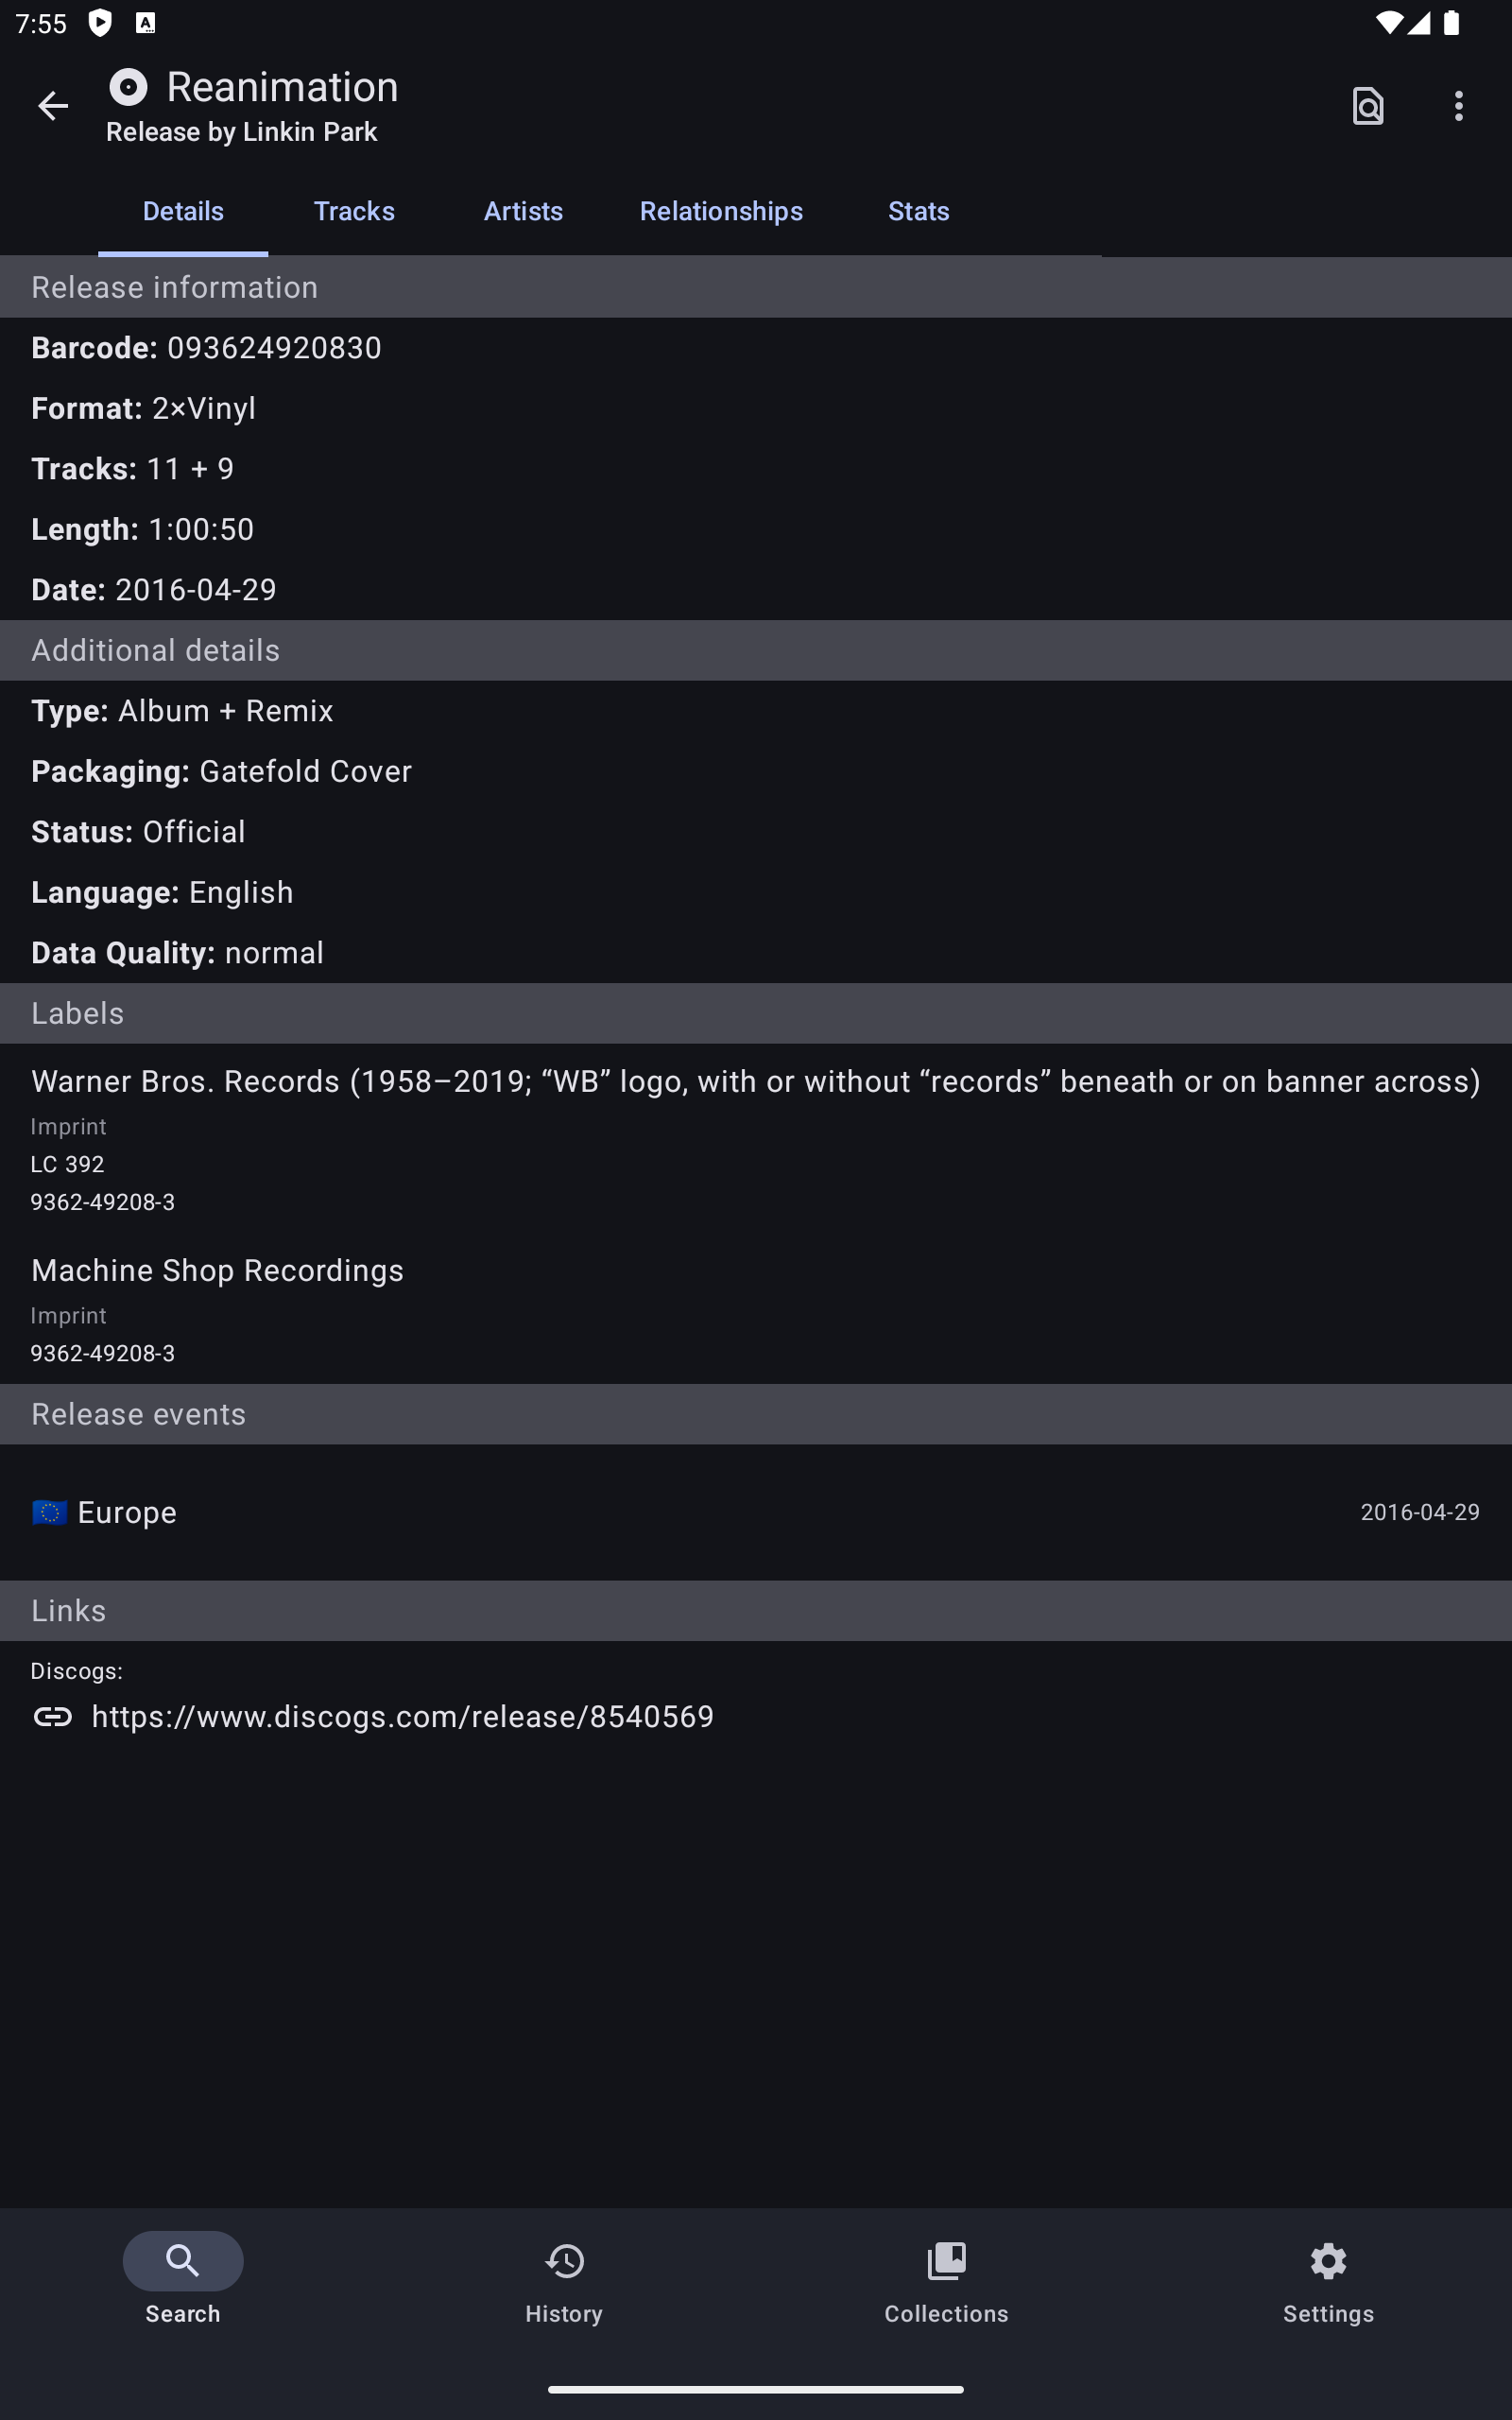 7:55
Reanimation
Release by Linkin Park
Details Tracks Artists Relationships Stats
Release information
Barcode: 093624920830
Format: 2×Vinyl
Tracks: 11 + 9
Length: 1:00:50
Date: 2016-04-29
Additional details
Type: Album + Remix
Packaging: Gatefold Cover
Status: Official
Language: English
Data Quality: normal
Labels
Warner Bros. Records (1958–2019; “WB” logo, with or without “records” beneath or on banner across)
Imprint
LC 392
9362-49208-3
Machine Shop Recordings
Imprint
9362-49208-3
Release events
🇪🇺 Europe 2016-04-29
Links
Discogs:
https://www.discogs.com/release/8540569
Search History Collections Settings